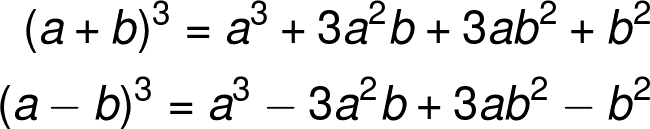 (a + b)³ = a³ + 3a²b + 3ab² + b²
(a − b)³ = a³ − 3a²b + 3ab² − b²